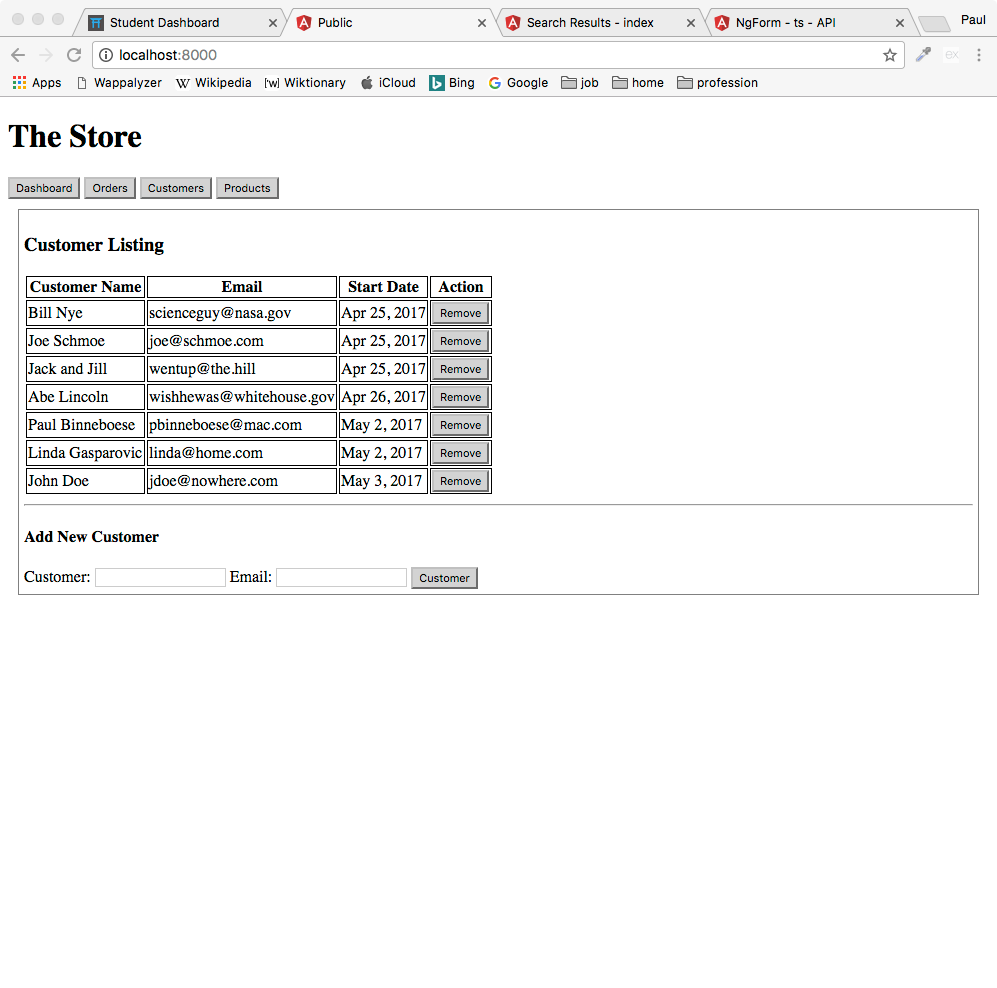 Student Dashboard Public Search Results - index NgForm - ts - API Paul
localhost:8000 ex
Apps Wappalyzer W Wikipedia ['w] Wiktionary iCloud Bing G Google job home profession
The Store
Dashboard Orders Customers Products
Customer Listing
Customer Name Email Start Date Action
Bill Nye scienceguy@nasa.gov Apr 25, 2017 Remove
Joe Schmoe joe@schmoe.com Apr 25, 2017 Remove
Jack and Jill wentup@the.hill Apr 25, 2017 Remove
Abe Lincoln wishhewas@whitehouse.gov Apr 26, 2017 Remove
Paul Binneboese pbinneboese@mac.com May 2, 2017 Remove
Linda Gasparovic linda@home.com May 2, 2017 Remove
John Doe jdoe@nowhere.com May 3, 2017 Remove
Add New Customer
Customer: Email: Customer